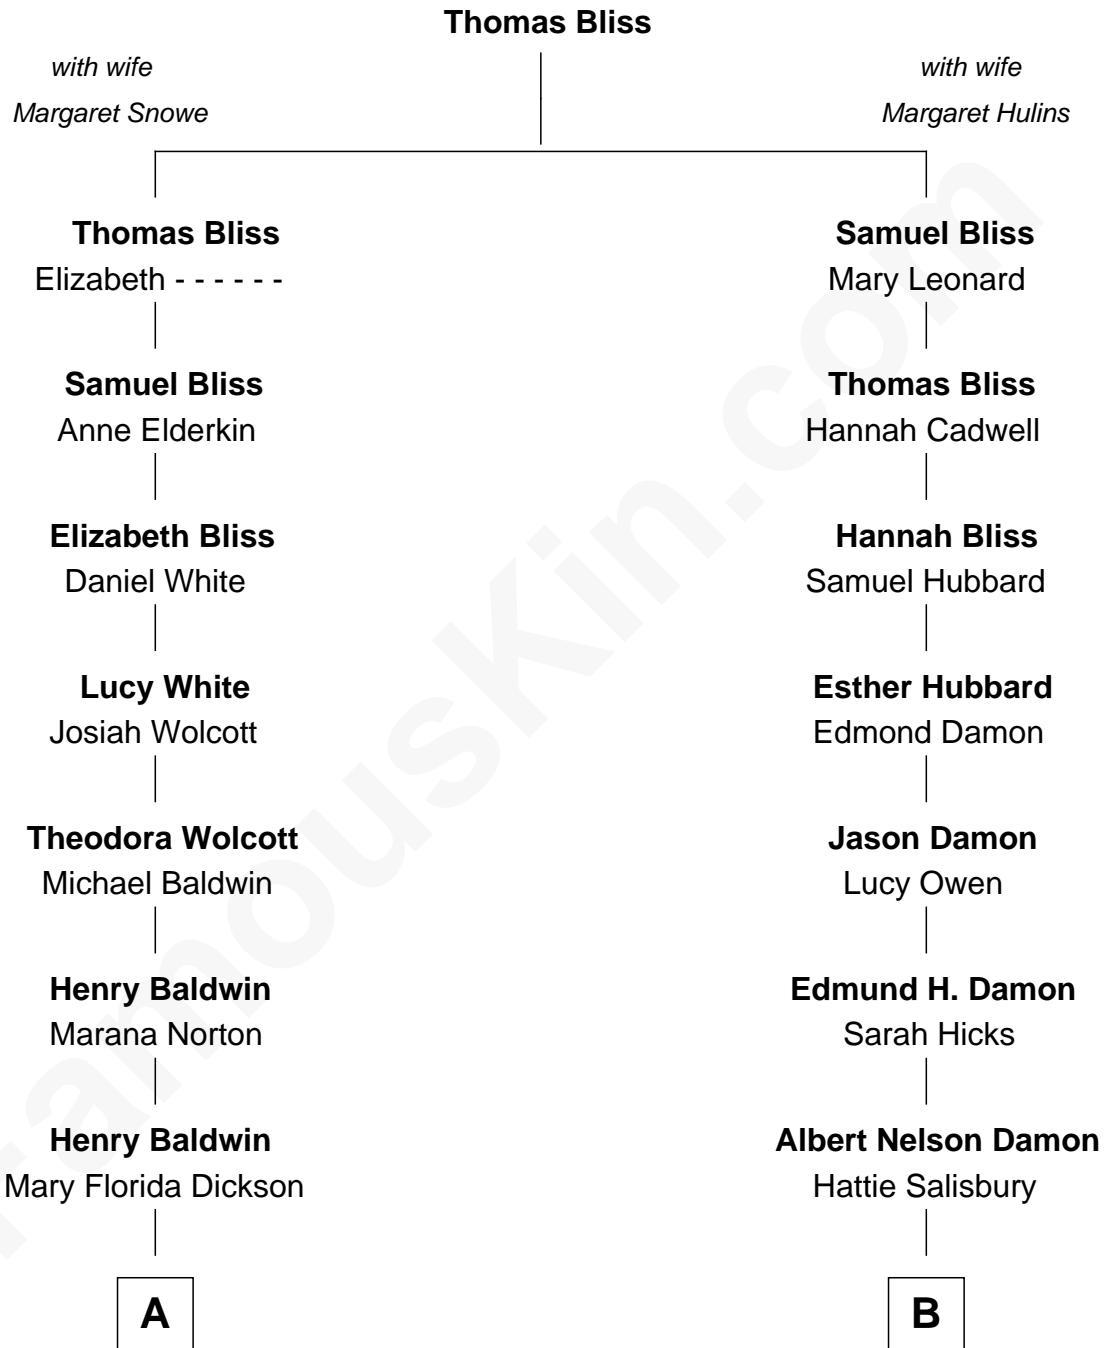 Thomas Bliss
with wife
Margaret Snowe
with wife
Margaret Hulins
Thomas Bliss
Elizabeth - - - - - -
Samuel Bliss
Mary Leonard
Samuel Bliss
Anne Elderkin
Thomas Bliss
Hannah Cadwell
Elizabeth Bliss
Daniel White
Hannah Bliss
Samuel Hubbard
Lucy White
Josiah Wolcott
Esther Hubbard
Edmond Damon
Theodora Wolcott
Michael Baldwin
Jason Damon
Lucy Owen
Henry Baldwin
Marana Norton
Edmund H. Damon
Sarah Hicks
Henry Baldwin
Mary Florida Dickson
Albert Nelson Damon
Hattie Salisbury
A
B
FamousKin.com